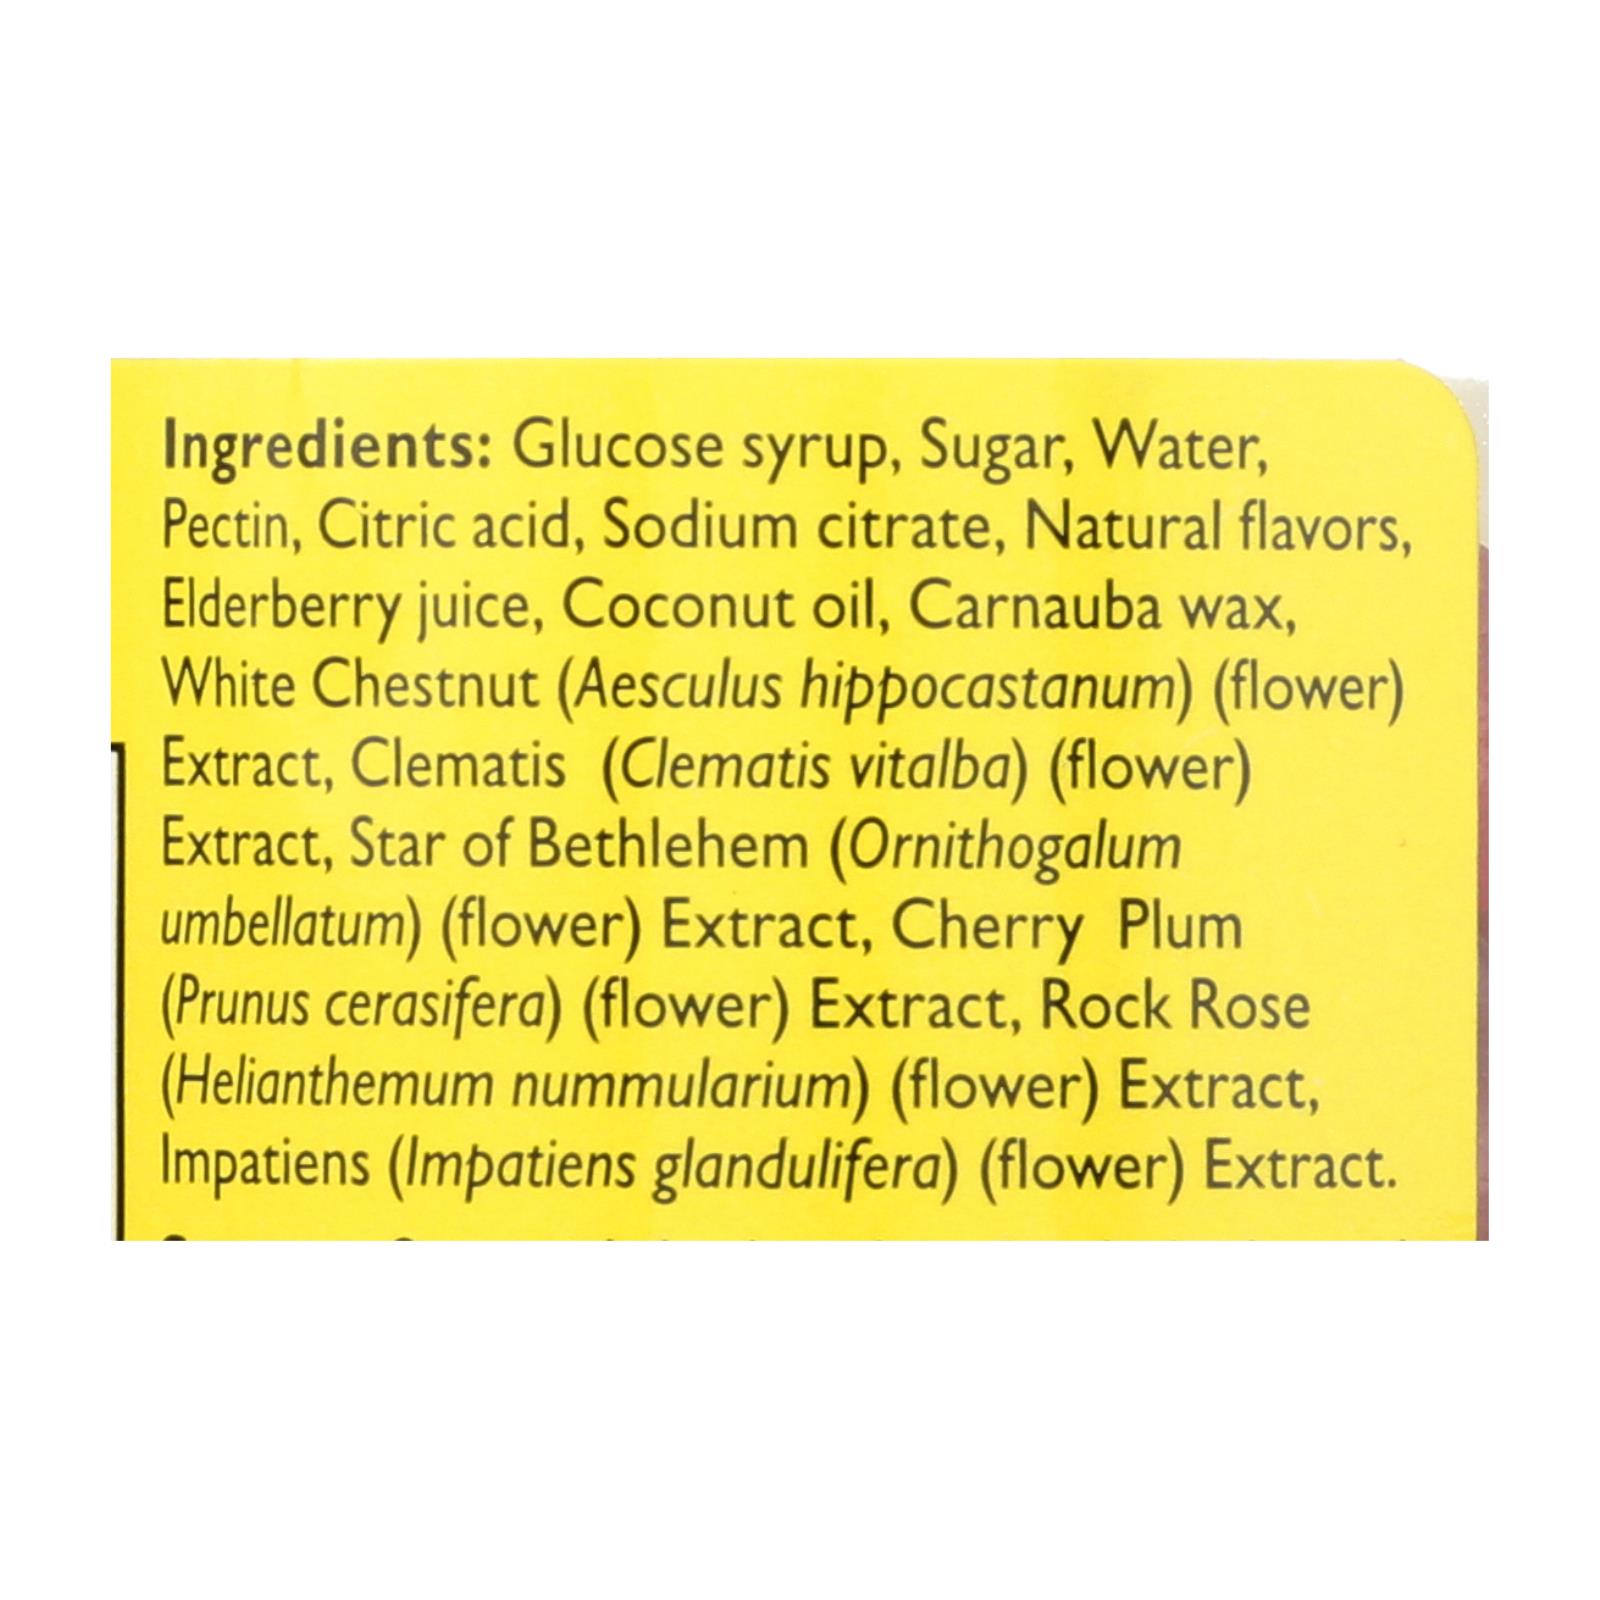 Ingredients: Glucose syrup, Sugar, Water,
Pectin, Citric acid, Sodium citrate, Natural flavors,
Elderberry juice, Coconut oil, Carnauba wax,
White Chestnut (Aesculus hippocastanum) (flower)
Extract, Clematis (Clematis vitalba) (flower)
Extract, Star of Bethlehem (Ornithogalum
umbellatum) (flower) Extract, Cherry Plum
(Prunus cerasifera) (flower) Extract, Rock Rose
(Helianthemum nummularium) (flower) Extract,
Impatiens (Impatiens glandulifera) (flower) Extract.